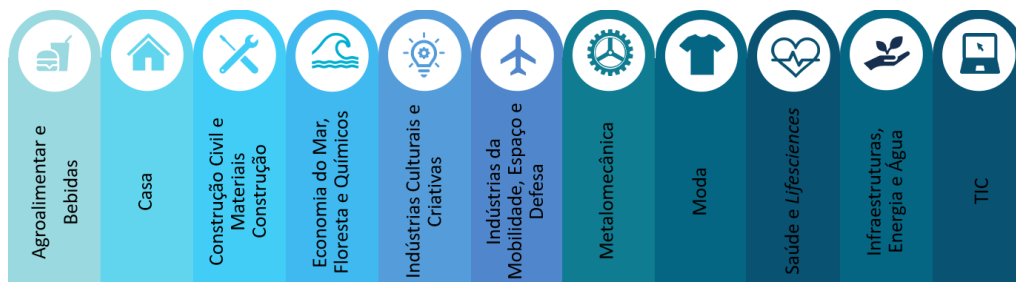 Agroalimentar e
Bebidas
Casa
Construção Civil e
Materiais
Construção
Economia do Mar,
Floresta e Químicos
Indústrias Culturais e
Criativas
Indústrias da
Mobilidade, Espaço e
Defesa
Metalomecânica
Moda
Saúde e Lifesciences
Infraestruturas,
Energia e Água
TIC